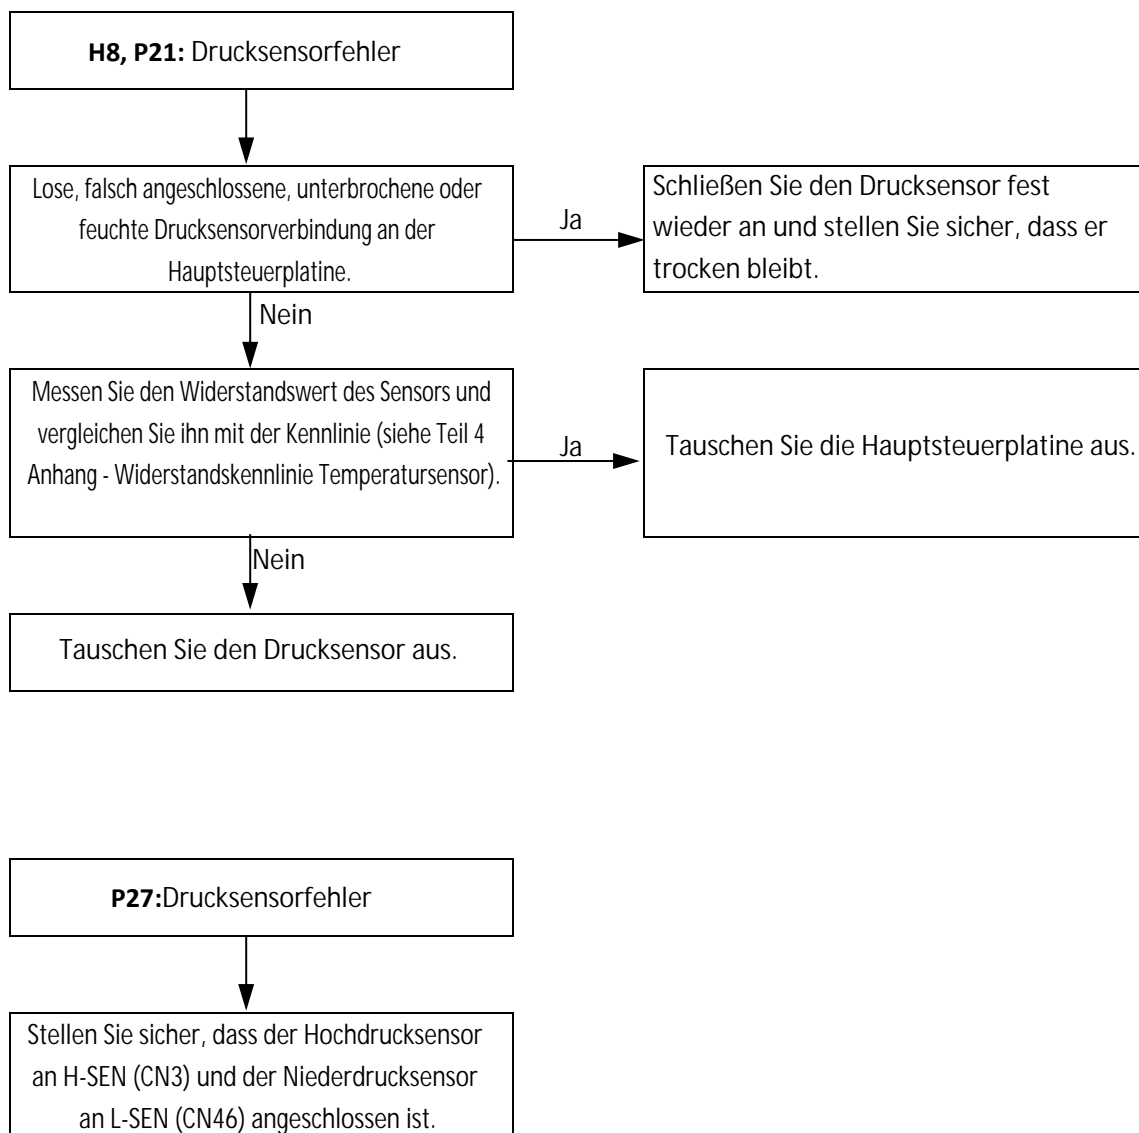 H8, P21: Drucksensorfehler
Lose, falsch angeschlossene, unterbrochene oder
feuchte Drucksensorverbindung an der
Hauptsteuerplatine.
Ja
Schließen Sie den Drucksensor fest
wieder an und stellen Sie sicher, dass er
trocken bleibt.
Nein
Messen Sie den Widerstandswert des Sensors und
vergleichen Sie ihn mit der Kennlinie (siehe Teil 4
Anhang - Widerstandskennlinie Temperatursensor).
Ja
Tauschen Sie die Hauptsteuerplatine aus.
Nein
Tauschen Sie den Drucksensor aus.
P27:Drucksensorfehler
Stellen Sie sicher, dass der Hochdrucksensor
an H-SEN (CN3) und der Niederdrucksensor
an L-SEN (CN46) angeschlossen ist.